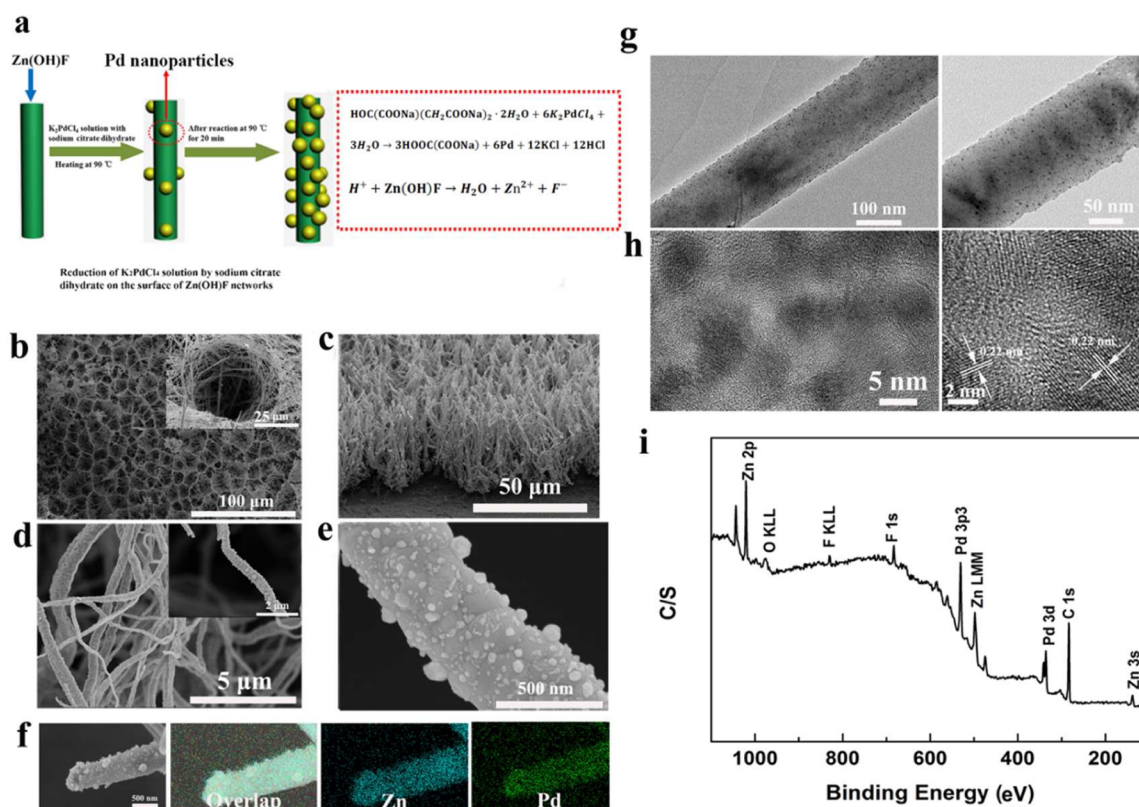 a
Zn(OH)F
Pd nanoparticles
K₂PdCl₄ solution with
sodium citrate dihydrate
Heating at 90 ℃
After reaction at 90 ℃
for 20 min
HOC(COONa)(CH₂COONa)₂ · 2H₂O + 6K₂PdCl₄ +
3H₂O → 3HOOC(COONa) + 6Pd + 12KCl + 12HCl
H⁺ + Zn(OH)F → H₂O + Zn²⁺ + F⁻
Reduction of K₂PdCl₄ solution by sodium citrate
dihydrate on the surface of Zn(OH)F networks
b
25 μm
100 μm
c
50 μm
d
2 μm
5 μm
e
500 nm
f
500 nm
Overlap
Zn
Pd
g
100 nm
50 nm
h
5 nm
0.22 nm
0.22 nm
2 nm
i
C/S
Zn 2p
O KLL
F KLL
F 1s
Pd 3p3
Zn LMM
Pd 3d
C 1s
Zn 3s
1000
800
600
400
200
Binding Energy (eV)